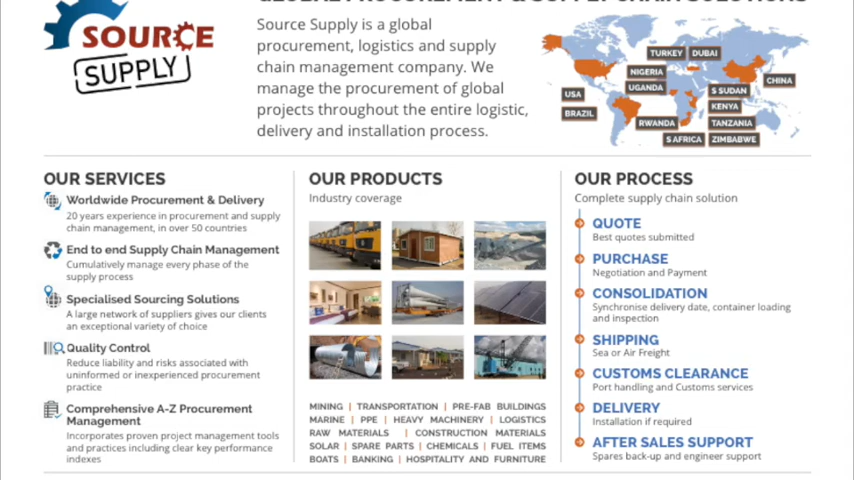 GLOBAL PROCUREMENT & SUPPLY CHAIN SOLUTIONS
SOURCE
SUPPLY
Source Supply is a global
procurement, logistics and supply
chain management company. We
manage the procurement of global
projects throughout the entire logistic,
delivery and installation process.
TURKEY DUBAI
NIGERIA
CHINA
UGANDA
S SUDAN
USA
KENYA
BRAZIL
RWANDA
TANZANIA
S AFRICA ZIMBABWE
OUR SERVICES
Worldwide Procurement & Delivery
20 years experience in procurement and supply
chain management, in over 50 countries
End to end Supply Chain Management
Cumulatively manage every phase of the
supply process
Specialised Sourcing Solutions
A large network of suppliers gives our clients
an exceptional variety of choice
Quality Control
Reduce liability and risks associated with
uninformed or inexperienced procurement
practice
Comprehensive A-Z Procurement
Management
Incorporates proven project management tools
and practices including clear key performance
indexes
OUR PRODUCTS
Industry coverage
MINING | TRANSPORTATION | PRE-FAB BUILDINGS
MARINE | PPE | HEAVY MACHINERY | LOGISTICS
RAW MATERIALS | CONSTRUCTION MATERIALS
SOLAR | SPARE PARTS | CHEMICALS | FUEL ITEMS
BOATS | BANKING | HOSPITALITY AND FURNITURE
OUR PROCESS
Complete supply chain solution
QUOTE
Best quotes submitted
PURCHASE
Negotiation and Payment
CONSOLIDATION
Synchronise delivery date, container loading
and inspection
SHIPPING
Sea or Air Freight
CUSTOMS CLEARANCE
Port handling and Customs services
DELIVERY
Installation if required
AFTER SALES SUPPORT
Spares back-up and engineer support